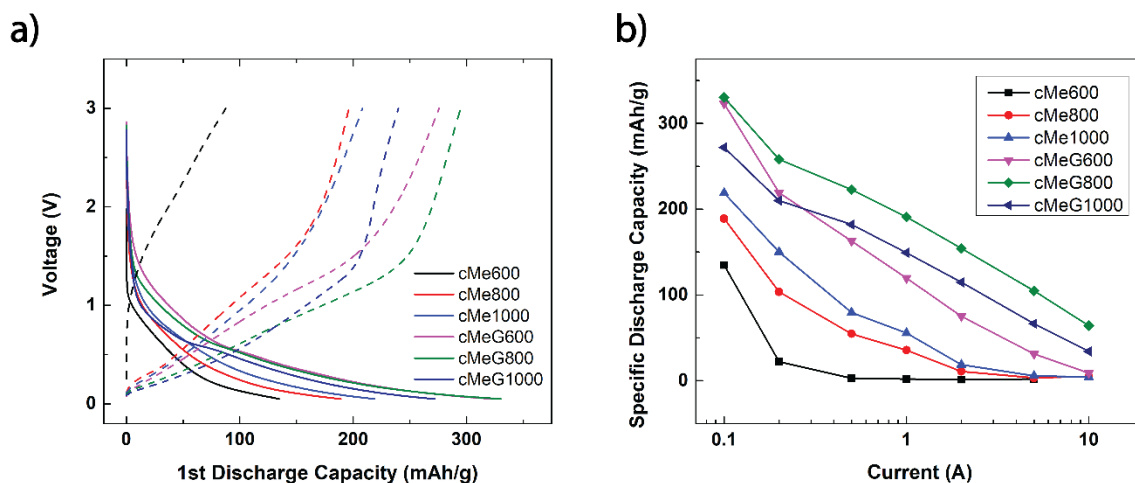 a)
Voltage (V)
3
2
1
0
0
100
200
300
1st Discharge Capacity (mAh/g)
cMe600
cMe800
cMe1000
cMeG600
cMeG800
cMeG1000
b)
Specific Discharge Capacity (mAh/g)
300
200
100
0
0.1
1
10
Current (A)
cMe600
cMe800
cMe1000
cMeG600
cMeG800
cMeG1000